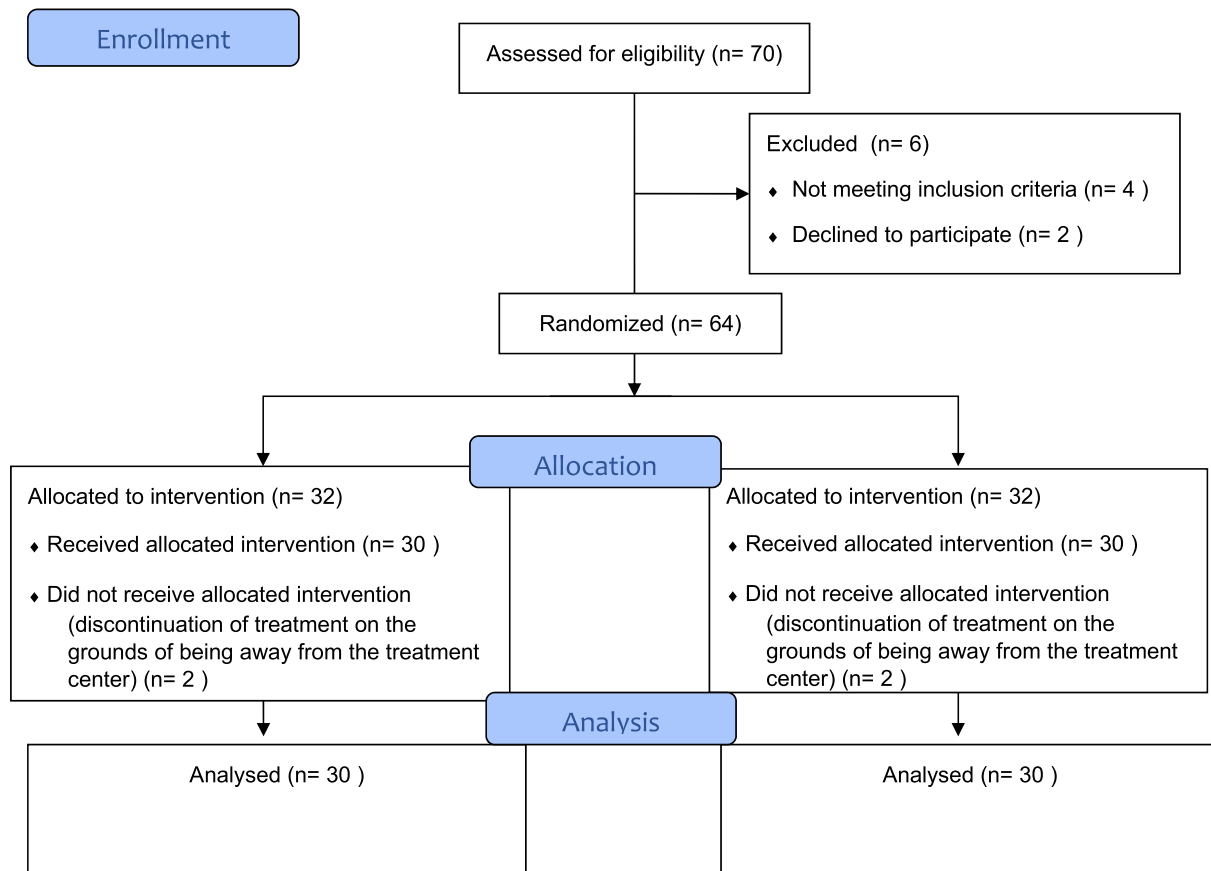 Enrollment
Assessed for eligibility (n= 70)
Excluded (n= 6)
♦ Not meeting inclusion criteria (n= 4 )
♦ Declined to participate (n= 2 )
Randomized (n= 64)
Allocation
Allocated to intervention (n= 32)
♦ Received allocated intervention (n= 30 )
♦ Did not receive allocated intervention
(discontinuation of treatment on the
grounds of being away from the treatment
center) (n= 2 )
Allocated to intervention (n= 32)
♦ Received allocated intervention (n= 30 )
♦ Did not receive allocated intervention
(discontinuation of treatment on the
grounds of being away from the treatment
center) (n= 2 )
Analysis
Analysed (n= 30 )
Analysed (n= 30 )